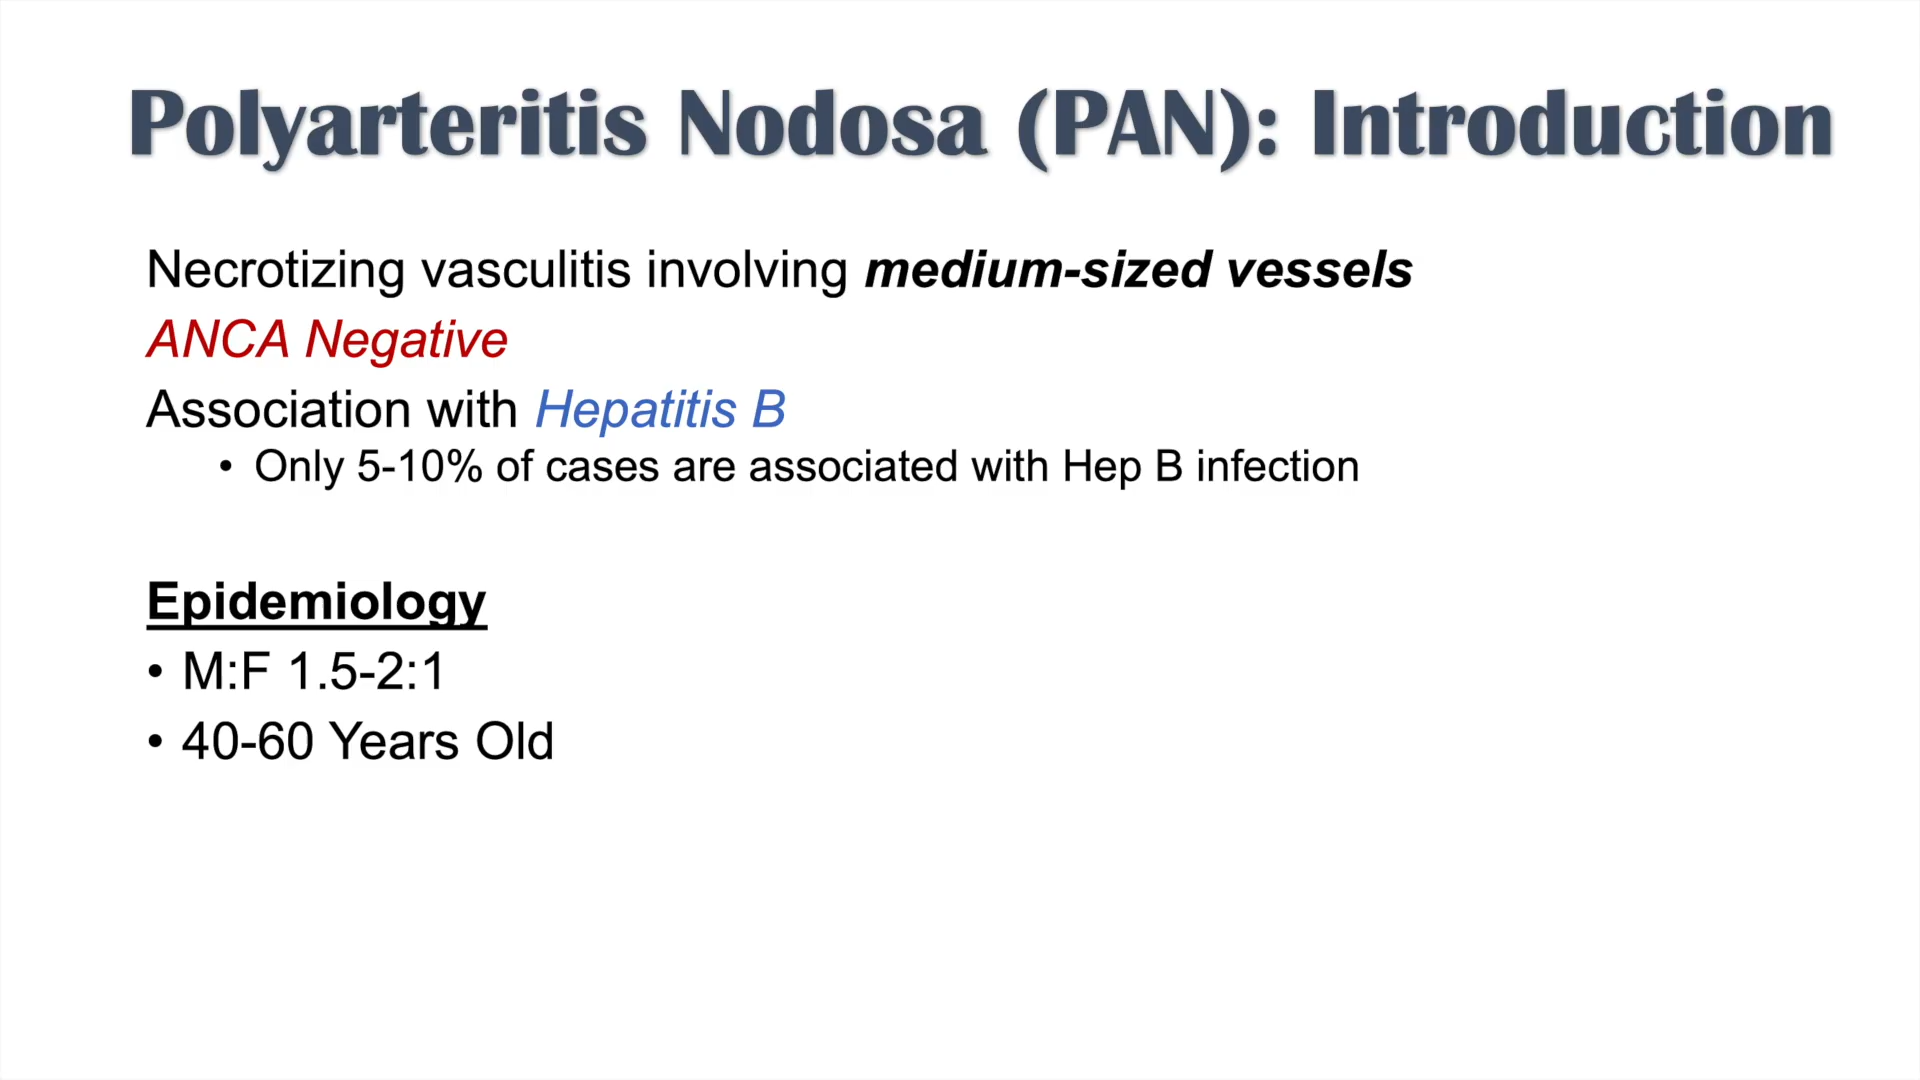 Polyarteritis Nodosa (PAN): Introduction
Necrotizing vasculitis involving medium-sized vessels
ANCA Negative
Association with Hepatitis B
• Only 5-10% of cases are associated with Hep B infection
Epidemiology
• M:F 1.5-2:1
• 40-60 Years Old